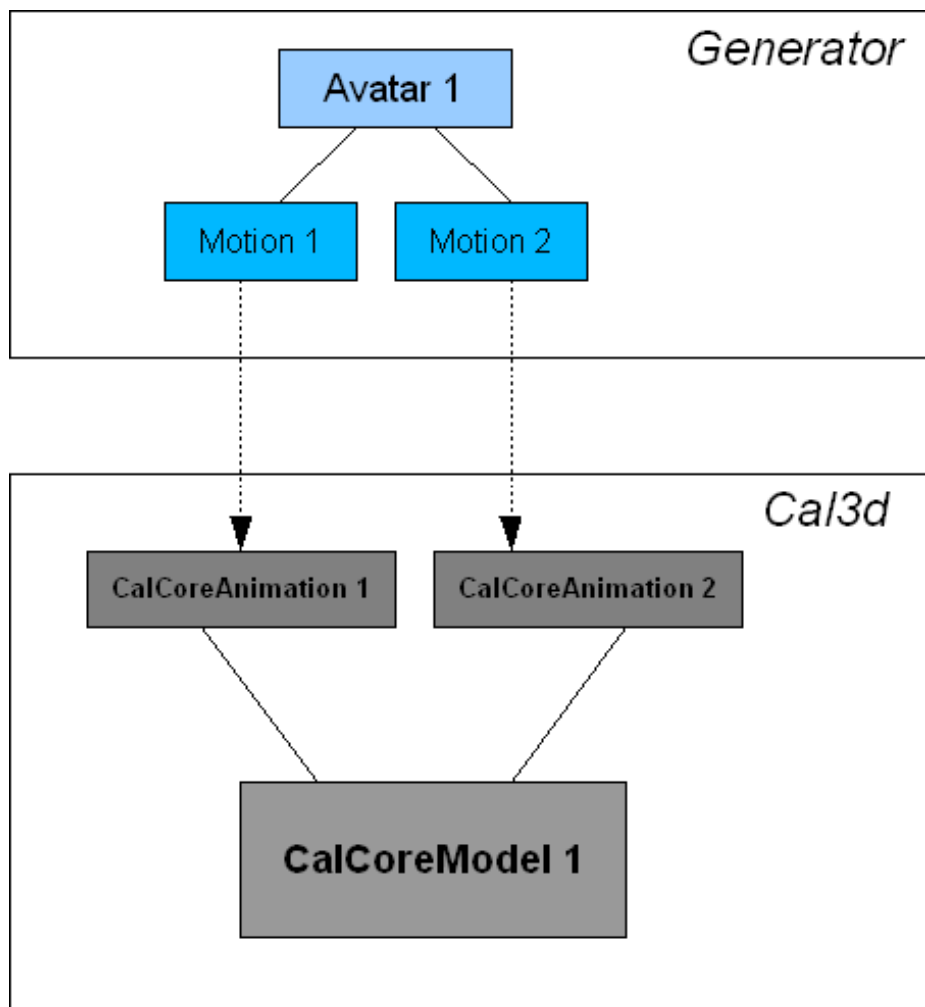 Generator
Avatar 1
Motion 1
Motion 2
Cal3d
CalCoreAnimation 1
CalCoreAnimation 2
CalCoreModel 1